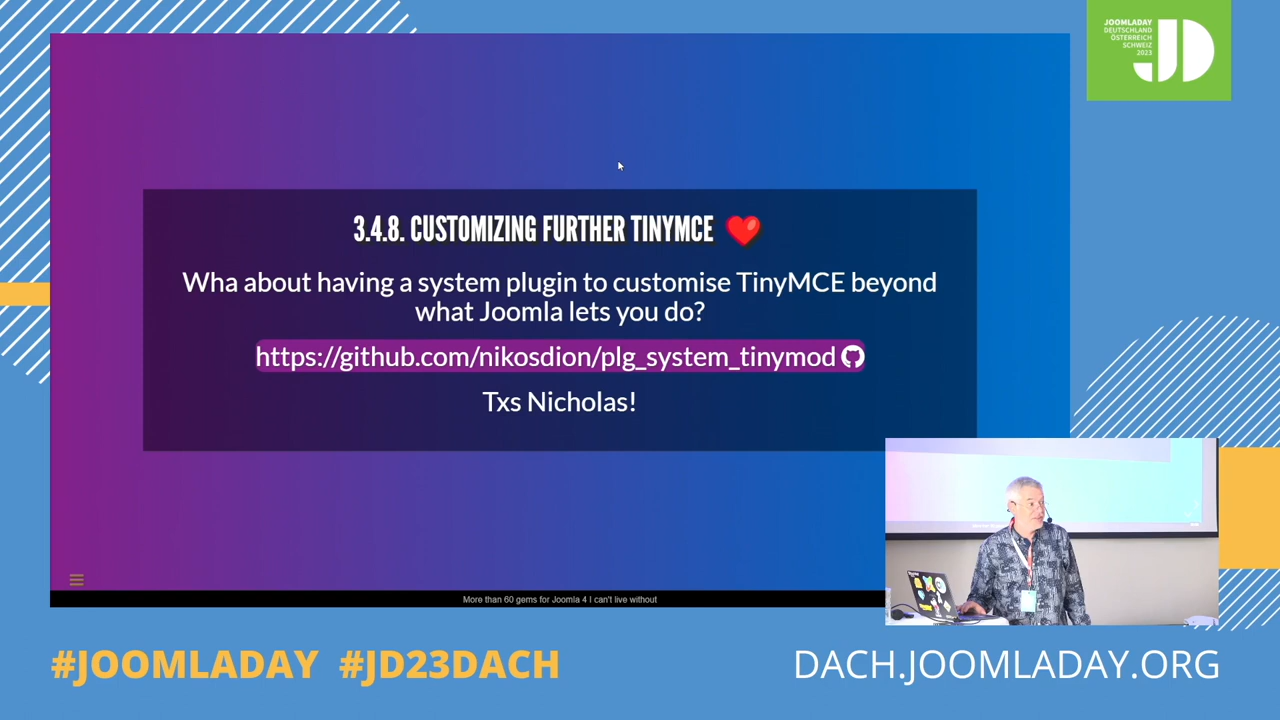 JOOMLADAY
DEUTSCHLAND
ÖSTERREICH
SCHWEIZ
2023
JD
3.4.8. CUSTOMIZING FURTHER TINYMCE
Wha about having a system plugin to customise TinyMCE beyond
what Joomla lets you do?
https://github.com/nikosdion/plg_system_tinymod
Txs Nicholas!
More than 60 gems for Joomla 4 I can't live without
#JOOMLADAY #JD23DACH
DACH.JOOMLADAY.ORG